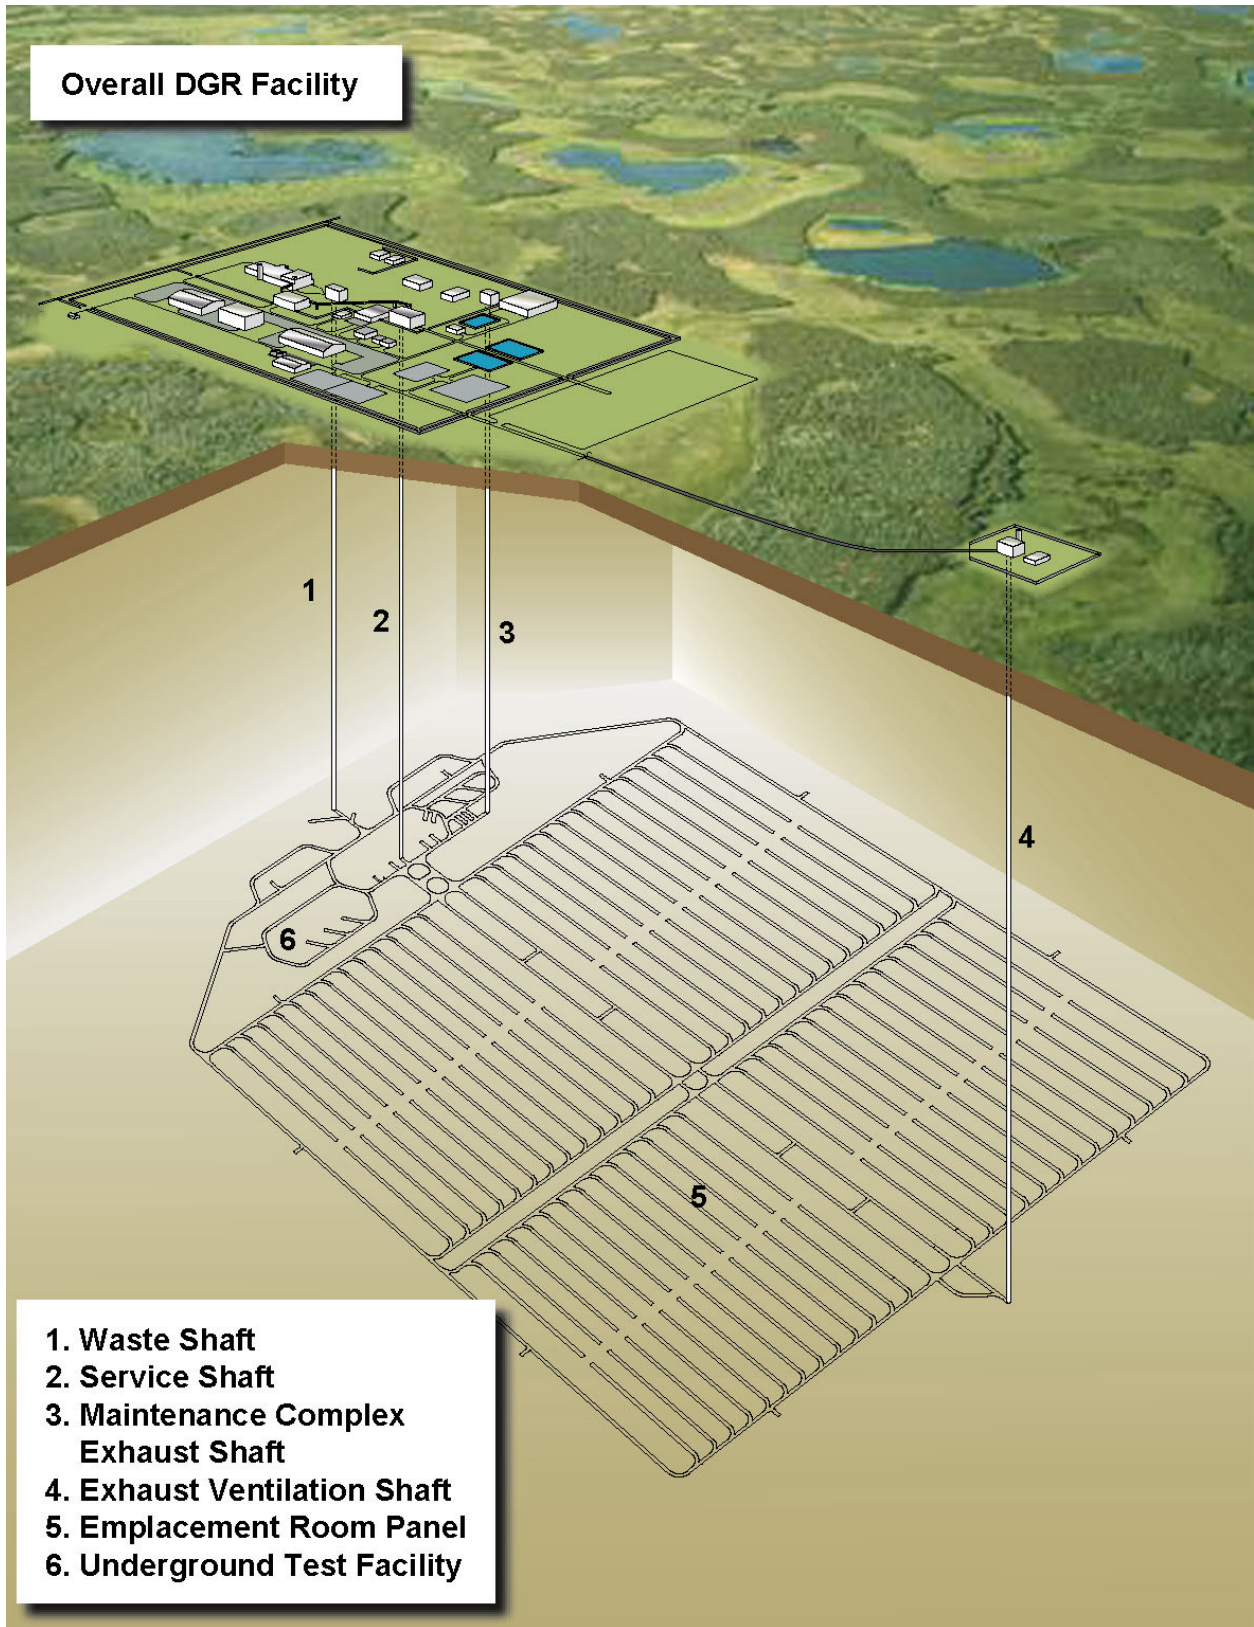 Overall DGR Facility
1
2
3
4
6
5
1. Waste Shaft
2. Service Shaft
3. Maintenance Complex
Exhaust Shaft
4. Exhaust Ventilation Shaft
5. Emplacement Room Panel
6. Underground Test Facility